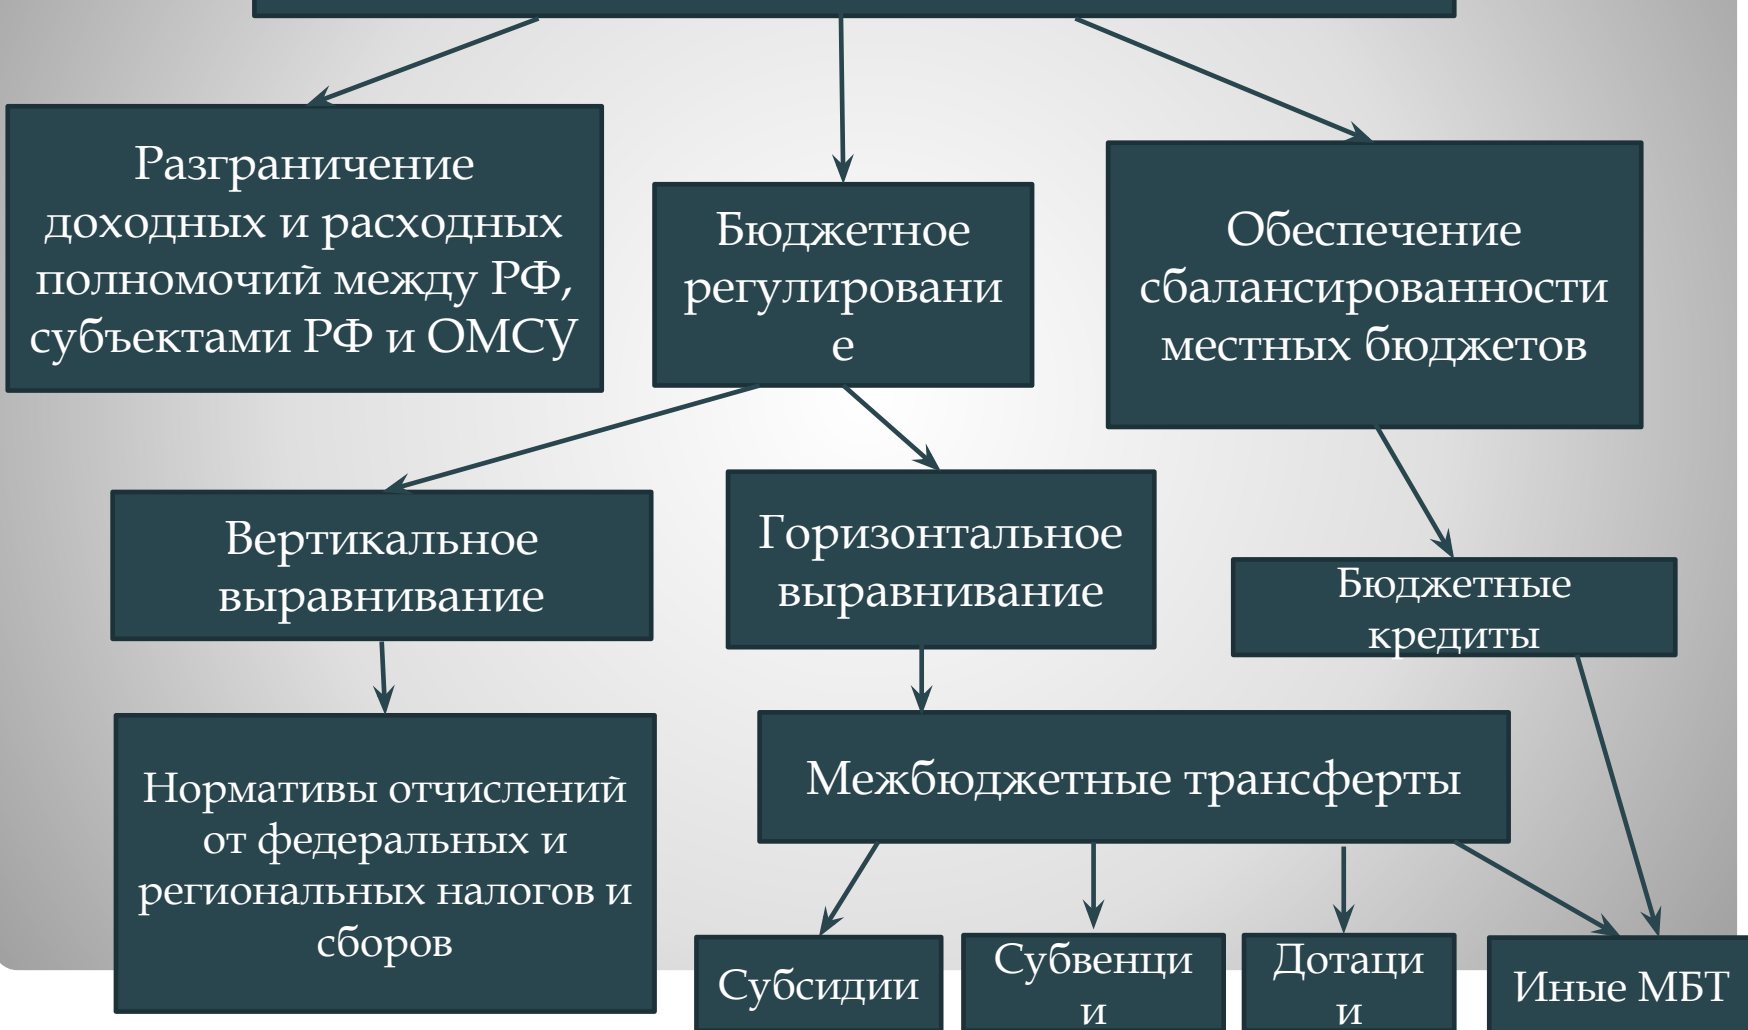 Разграничение
доходных и расходных
полномочий между РФ,
субъектами РФ и ОМСУ
Бюджетное
регулировани
е
Обеспечение
сбалансированности
местных бюджетов
Вертикальное
выравнивание
Горизонтальное
выравнивание
Бюджетные
кредиты
Нормативы отчислений
от федеральных и
региональных налогов и
сборов
Межбюджетные трансферты
Субсидии
Субвенци
и
Дотаци
и
Иные МБТ